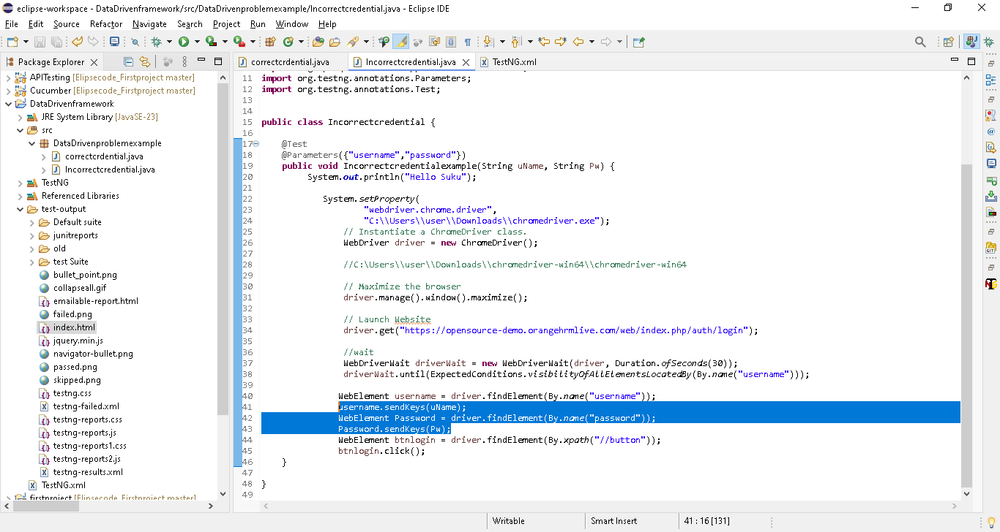 eclipse-workspace - DataDrivenframework/src/DataDrivenproblemexample/Incorrectcredential.java - Eclipse IDE
File Edit Source Refactor Navigate Search Project Run Window Help
Package Explorer
correctcrdential.java Incorrectcredential.java TestNG.xml
APITesting [Elipsecode_Firstproject master]
Cucumber [Elipsecode_Firstproject master]
DataDrivenframework
JRE System Library [JavaSE-23]
src
DataDrivenproblemexample
correctcrdential.java
Incorrectcredential.java
TestNG
Referenced Libraries
test-output
Default suite
junitreports
old
test Suite
bullet_point.png
collapseall.gif
emailable-report.html
failed.png
index.html
jquery.min.js
navigator-bullet.png
passed.png
skipped.png
testng.css
testng-failed.xml
testng-reports.css
testng-reports.js
testng-reports1.css
testng-reports2.js
testng-results.xml
TestNG.xml
firstproject [Elipsecode_Firstproject master]
11 import org.testng.annotations.Parameters;
12 import org.testng.annotations.Test;
13
14
15 public class Incorrectcredential {
16
17 @Test
18 @Parameters({"username","password"})
19 public void Incorrectcredentialexample(String uName, String Pw) {
20 System.out.println("Hello Suku");
21
22 System.setProperty(
23 "webdriver.chrome.driver",
24 "C:\\Users\\user\\Downloads\\chromedriver.exe");
25 // Instantiate a ChromeDriver class.
26 WebDriver driver = new ChromeDriver();
27
28 //C:\Users\\user\\Downloads\\chromedriver-win64\\chromedriver-win64
29
30 // Maximize the browser
31 driver.manage().window().maximize();
32
33 // Launch Website
34 driver.get("https://opensource-demo.orangehrmlive.com/web/index.php/auth/login");
35
36 //wait
37 WebDriverWait driverWait = new WebDriverWait(driver, Duration.ofSeconds(30));
38 driverWait.until(ExpectedConditions.visibilityOfAllElementsLocatedBy(By.name("username")));
39
40 WebElement username = driver.findElement(By.name("username"));
41 username.sendKeys(uName);
42 WebElement Password = driver.findElement(By.name("password"));
43 Password.sendKeys(Pw);
44 WebElement btnlogin = driver.findElement(By.xpath("//button"));
45 btnlogin.click();
46 }
47
48 }
49
Writable Smart Insert 41 : 16 [131]